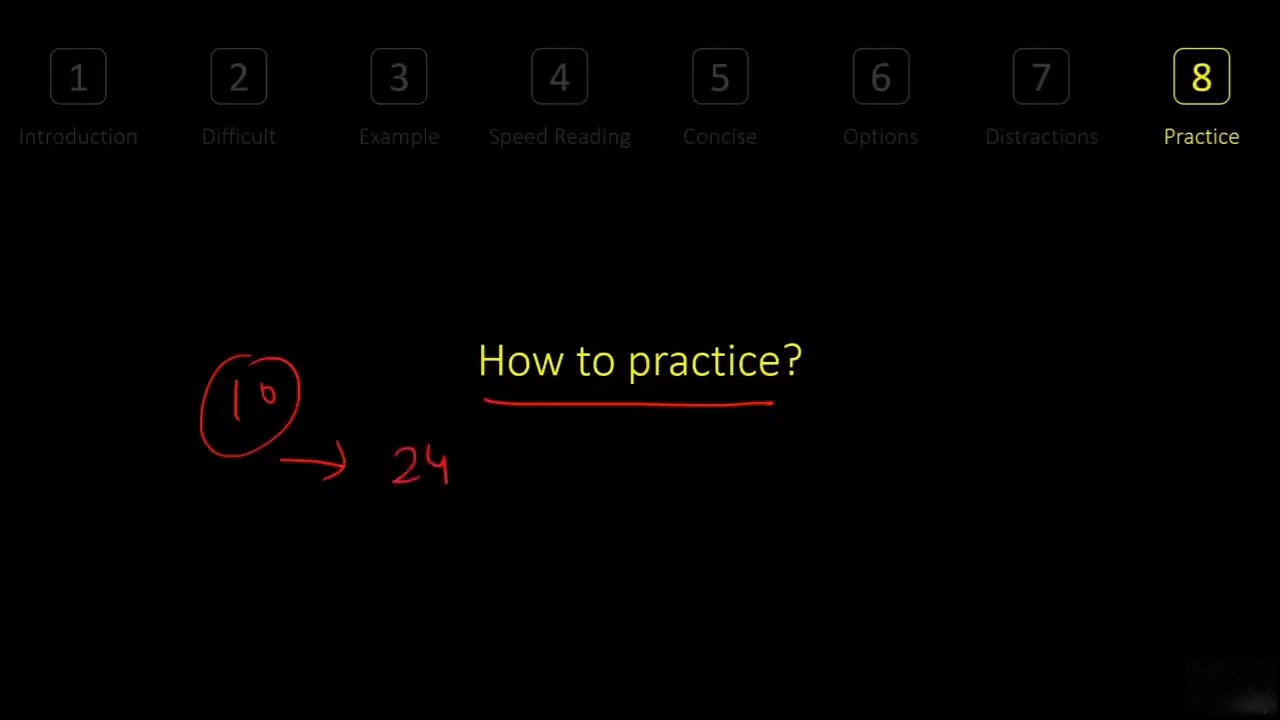 1 2 3 4 5 6 7 8
Introduction Difficult Example Speed Reading Concise Options Distractions Practice
How to practice?
10
→ 24